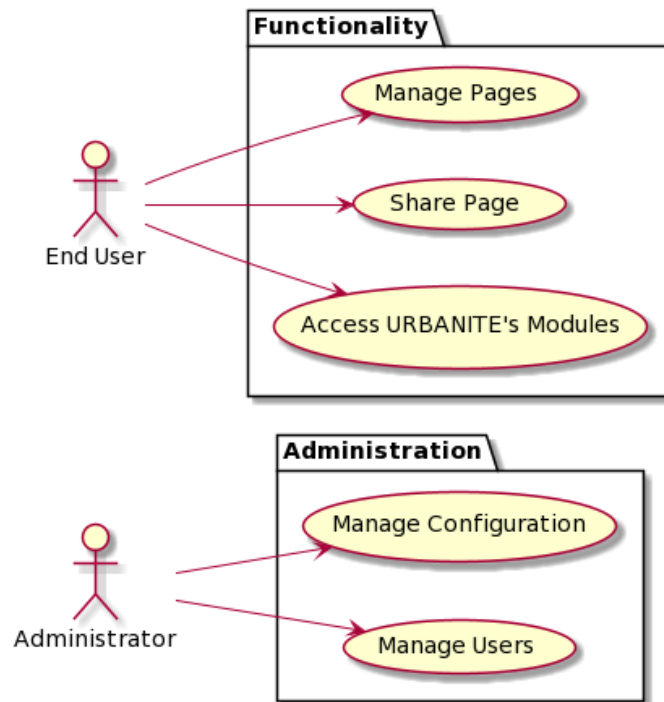 Functionality
Manage Pages
Share Page
End User
Access URBANITE's Modules
Administration
Manage Configuration
Administrator
Manage Users